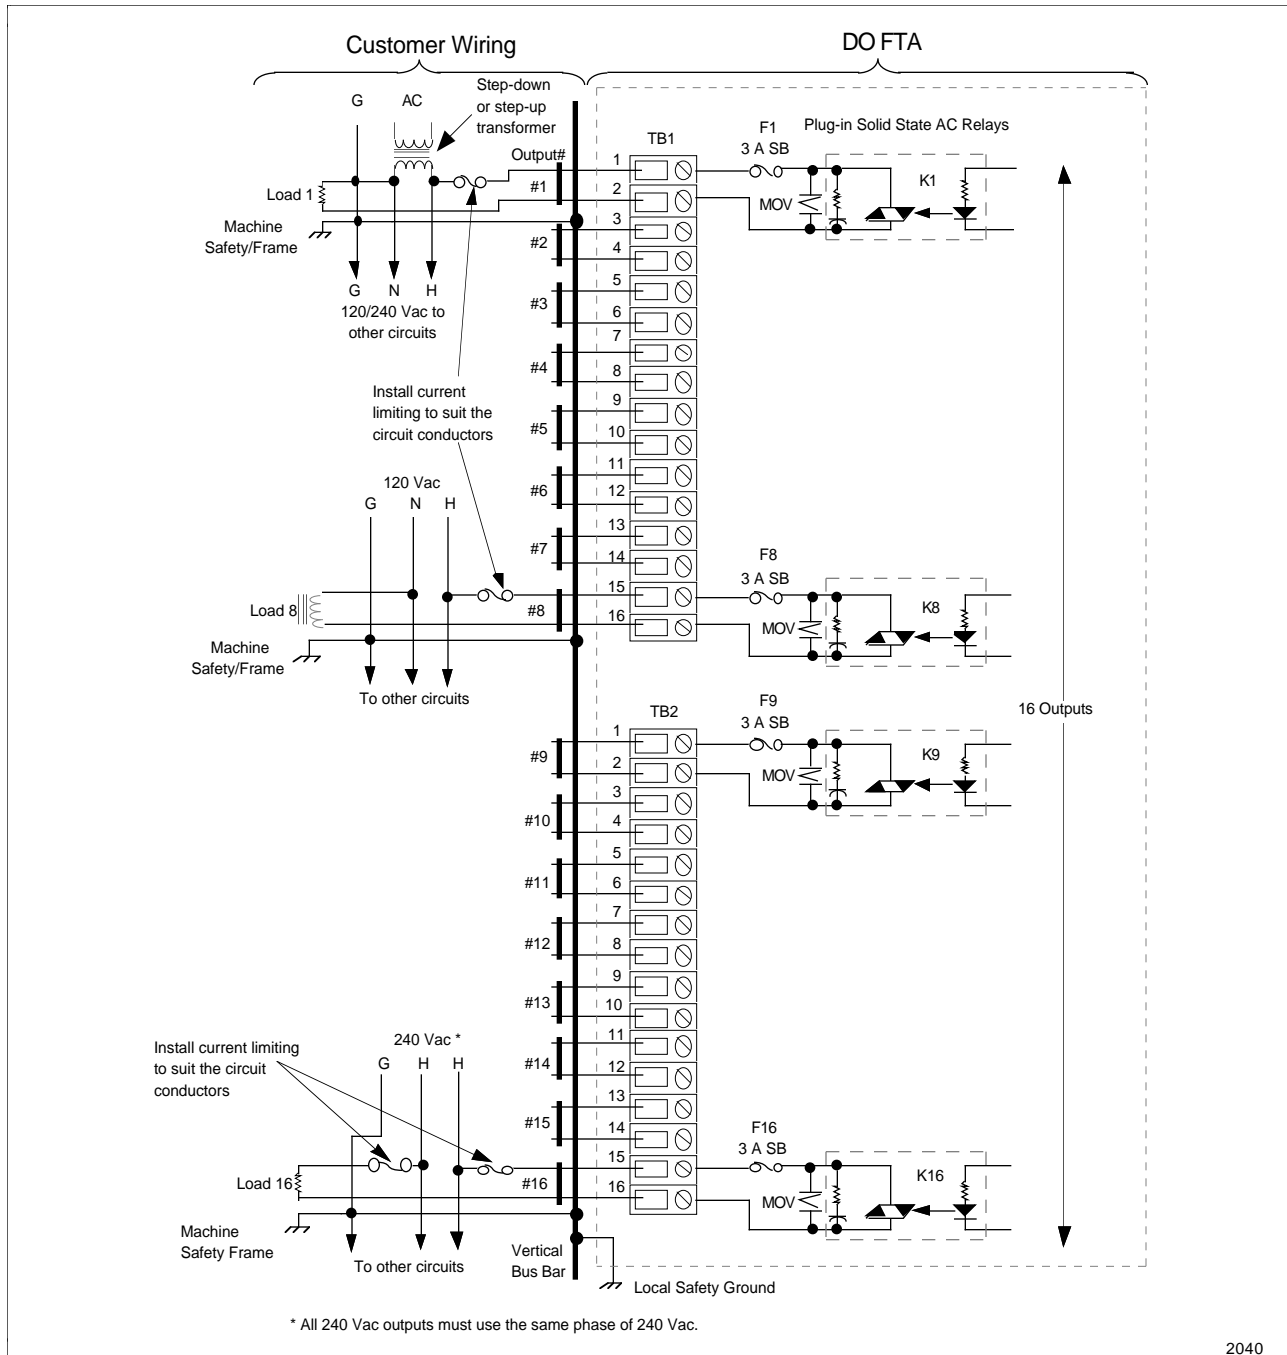 Customer Wiring
DO FTA
G
AC
Step-down
or step-up
transformer
Output#
TB1
F1
3 A SB
Plug-in Solid State AC Relays
Load 1
#1
1
2
MOV
K1
Machine
Safety/Frame
#2
3
4
G N H
120/240 Vac to
other circuits
#3
5
6
#4
7
8
Install current
limiting to suit the
circuit conductors
#5
9
10
#6
11
12
120 Vac
G N H
#7
13
14
F8
3 A SB
Load 8
#8
15
16
MOV
K8
Machine
Safety/Frame
To other circuits
16 Outputs
TB2
F9
3 A SB
#9
1
2
MOV
K9
#10
3
4
#11
5
6
#12
7
8
#13
9
10
Install current limiting
to suit the circuit
conductors
240 Vac *
G H H
#14
11
12
#15
13
14
F16
3 A SB
Load 16
#16
15
16
MOV
K16
Machine
Safety Frame
To other circuits
Vertical
Bus Bar
Local Safety Ground
* All 240 Vac outputs must use the same phase of 240 Vac.
2040